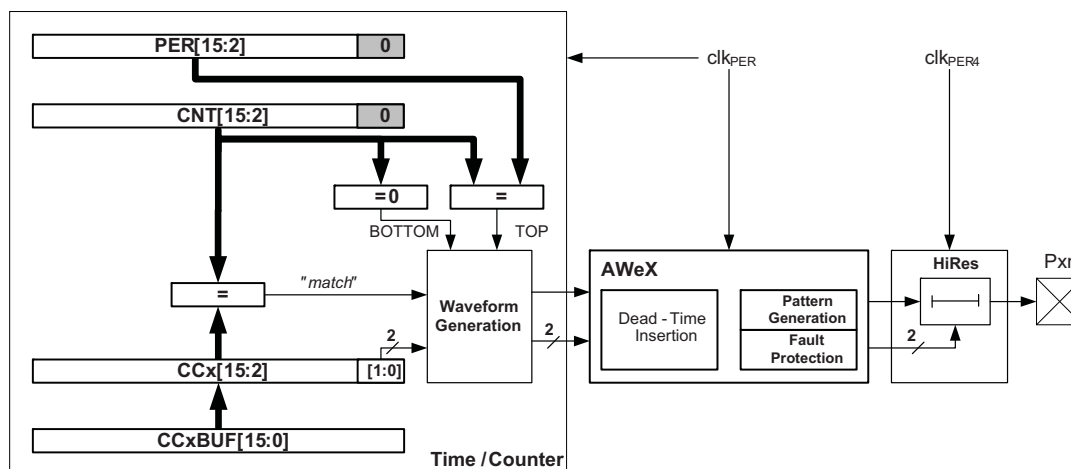 PER[15:2] 0
clkPER
clkPER4
CNT[15:2] 0
= 0
=
BOTTOM
TOP
=
"match"
Waveform
Generation
2
2
CCx[15:2] [1:0]
CCxBUF[15:0]
Time / Counter
AWeX
Dead - Time
Insertion
Pattern
Generation
Fault
Protection
HiRes
2